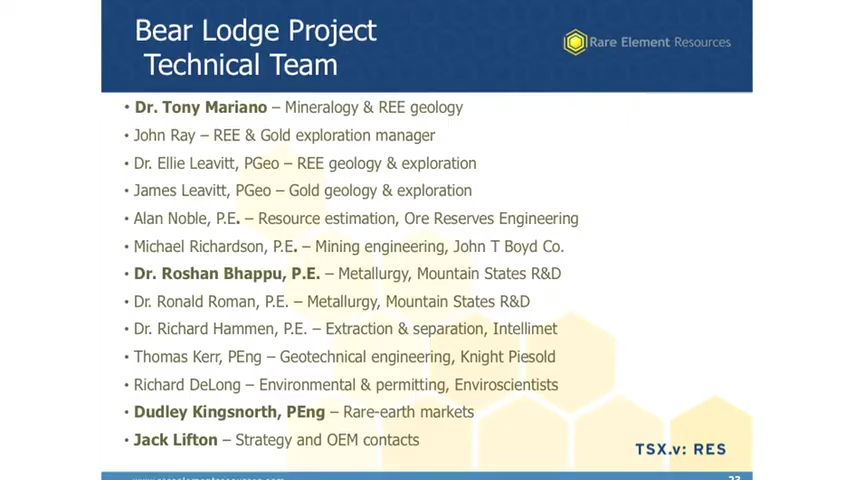 Bear Lodge Project
Technical Team
Rare Element Resources
• Dr. Tony Mariano – Mineralogy & REE geology
• John Ray – REE & Gold exploration manager
• Dr. Ellie Leavitt, PGeo – REE geology & exploration
• James Leavitt, PGeo – Gold geology & exploration
• Alan Noble, P.E. – Resource estimation, Ore Reserves Engineering
• Michael Richardson, P.E. – Mining engineering, John T Boyd Co.
• Dr. Roshan Bhappu, P.E. – Metallurgy, Mountain States R&D
• Dr. Ronald Roman, P.E. – Metallurgy, Mountain States R&D
• Dr. Richard Hammen, P.E. – Extraction & separation, Intellimet
• Thomas Kerr, PEng – Geotechnical engineering, Knight Piesold
• Richard DeLong – Environmental & permitting, Enviroscientists
• Dudley Kingsnorth, PEng – Rare-earth markets
• Jack Lifton – Strategy and OEM contacts
TSX.v: RES